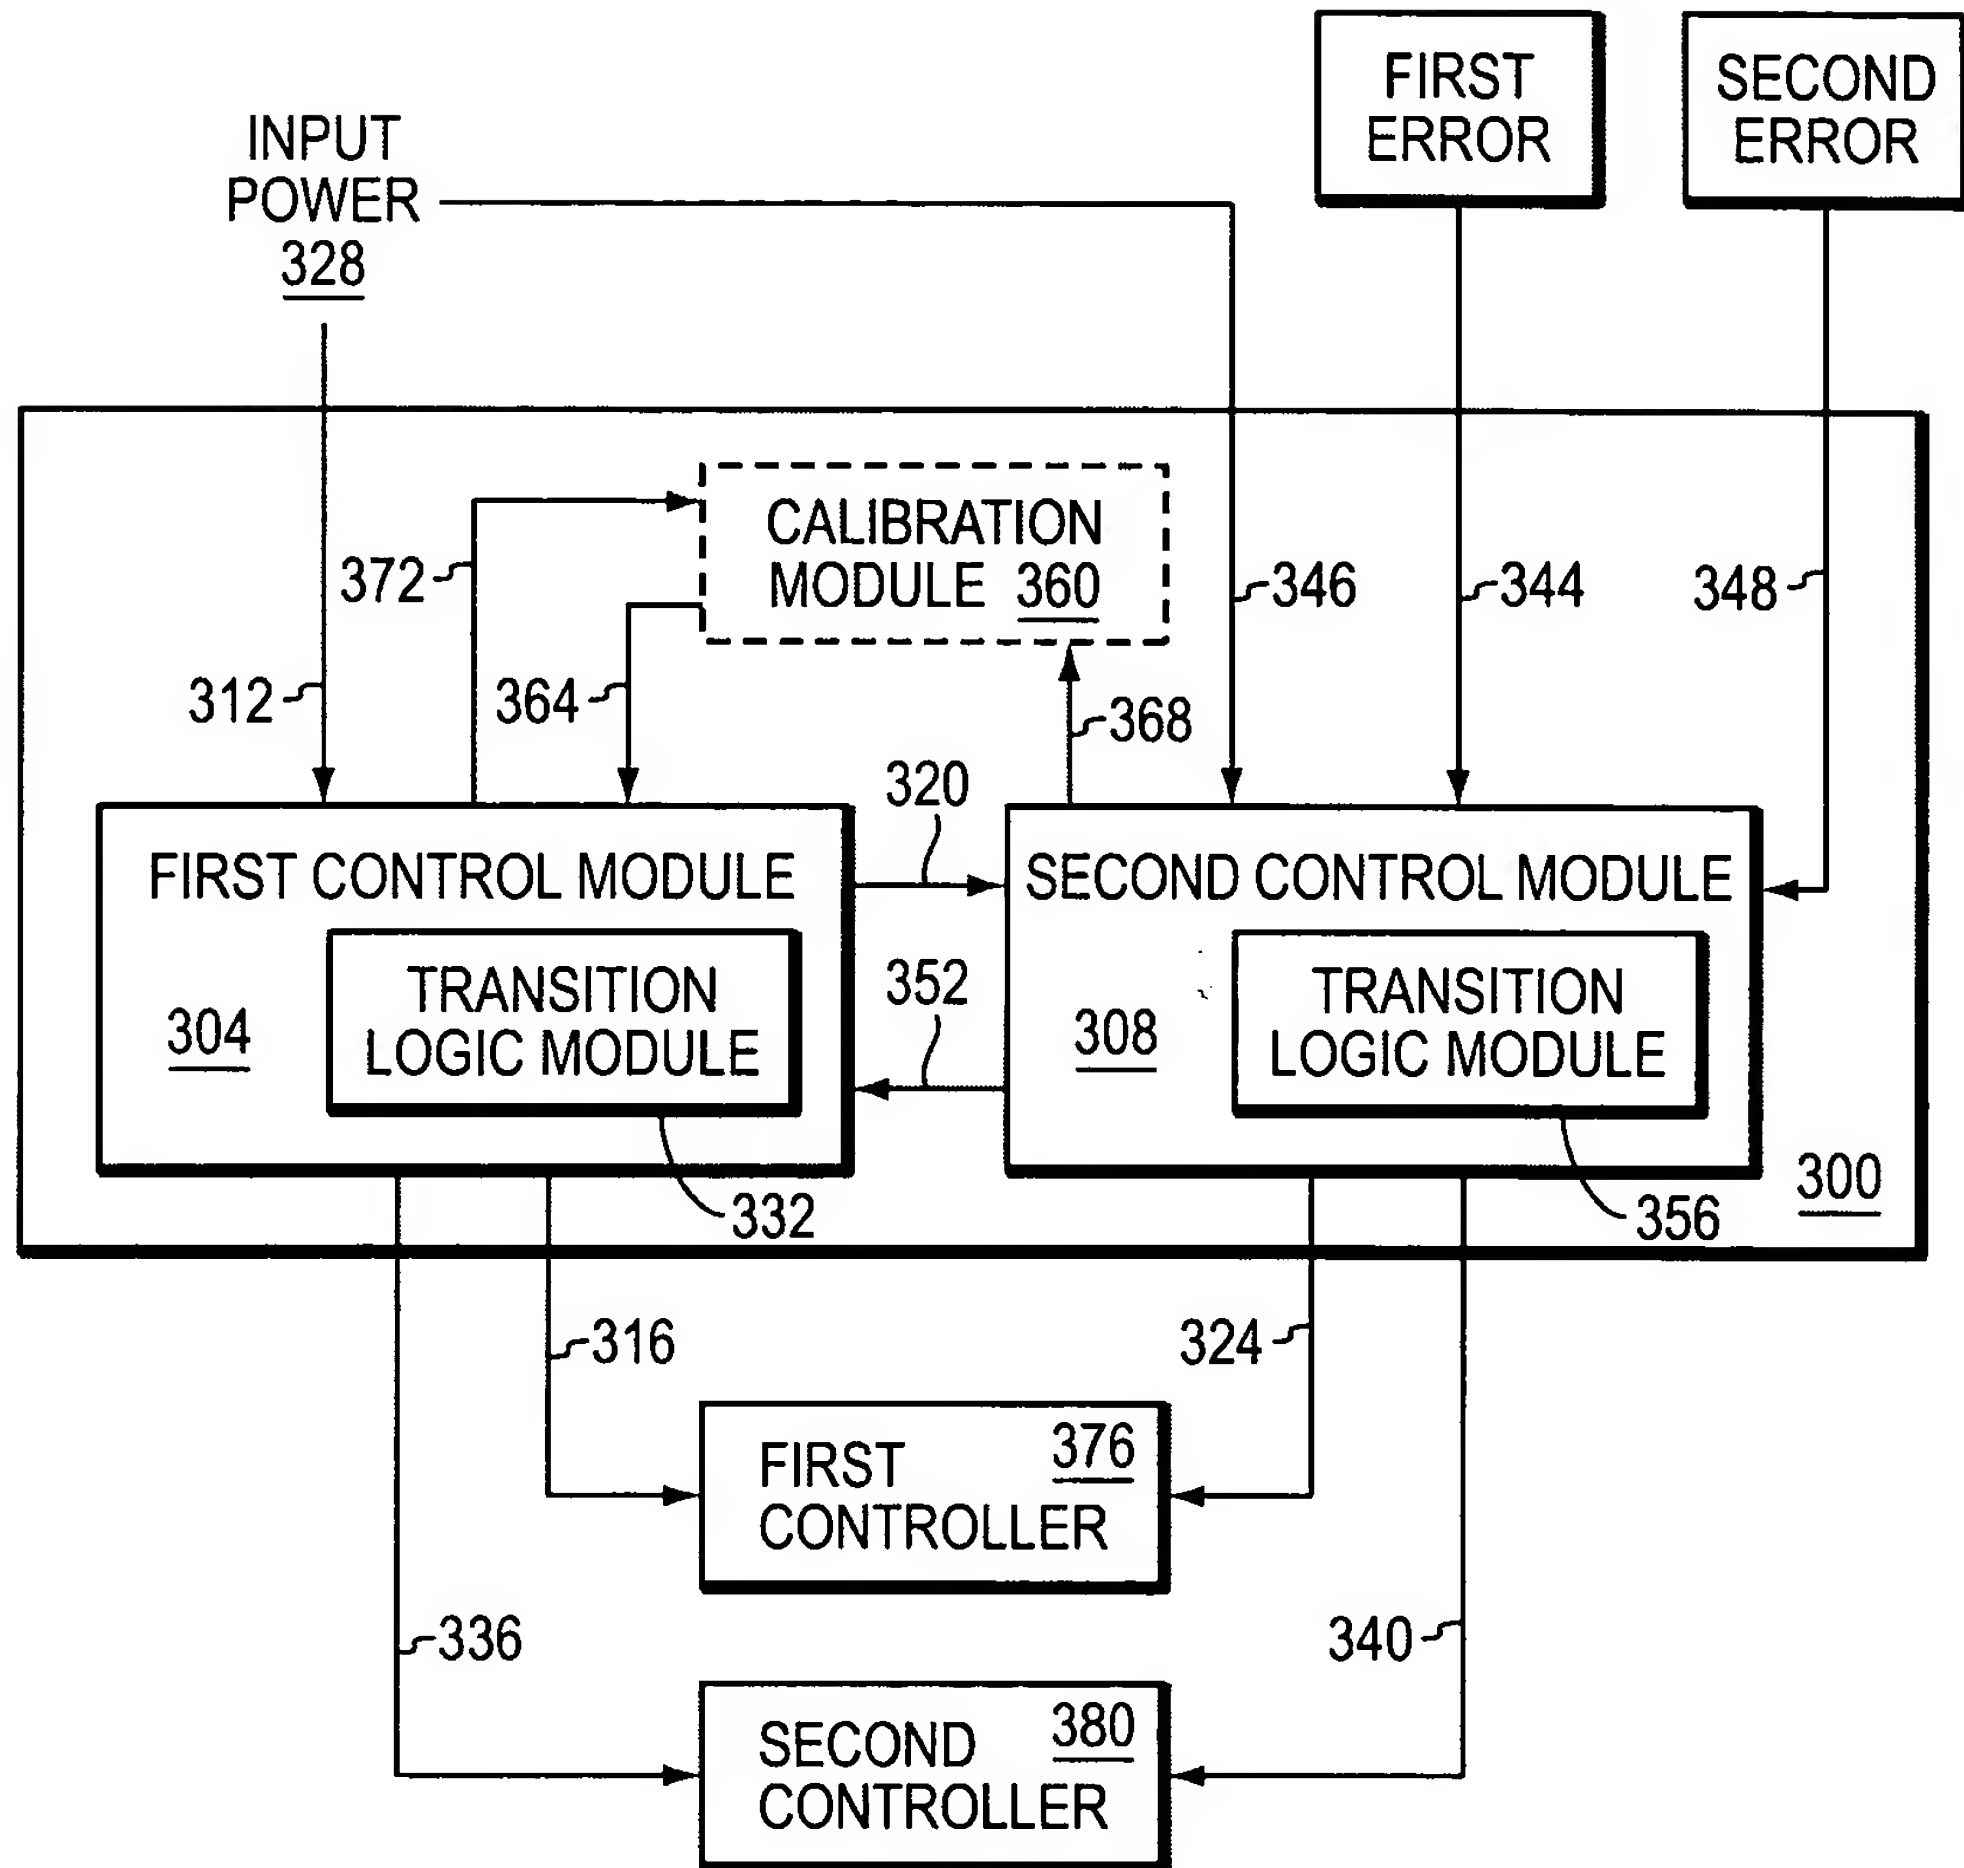 FIRST
ERROR
SECOND
ERROR
INPUT
POWER
328
CALIBRATION
MODULE 360
372
346
344
348
312
364
368
320
FIRST CONTROL MODULE
SECOND CONTROL MODULE
TRANSITION
LOGIC MODULE
304
352
TRANSITION
LOGIC MODULE
308
332
356
300
316
324
FIRST
CONTROLLER
376
336
340
SECOND
CONTROLLER
380